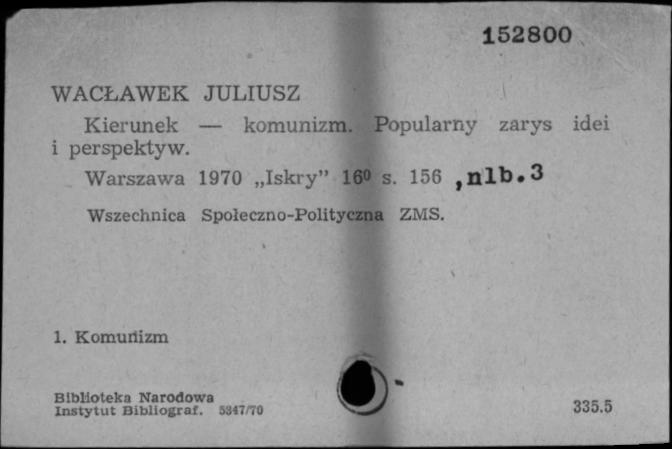 152800
WACŁAWEK JULIUSZ
Kierunek — komunizm. Popularny zarys idei
i perspektyw.
Warszawa 1970 „Iskry” 16⁰ s. 156 ,nlb.3
Wszechnica Społeczno-Polityczna ZMS.
1. Komunizm
Biblioteka Narodowa
Instytut Bibliograf. 5347/70
335.5